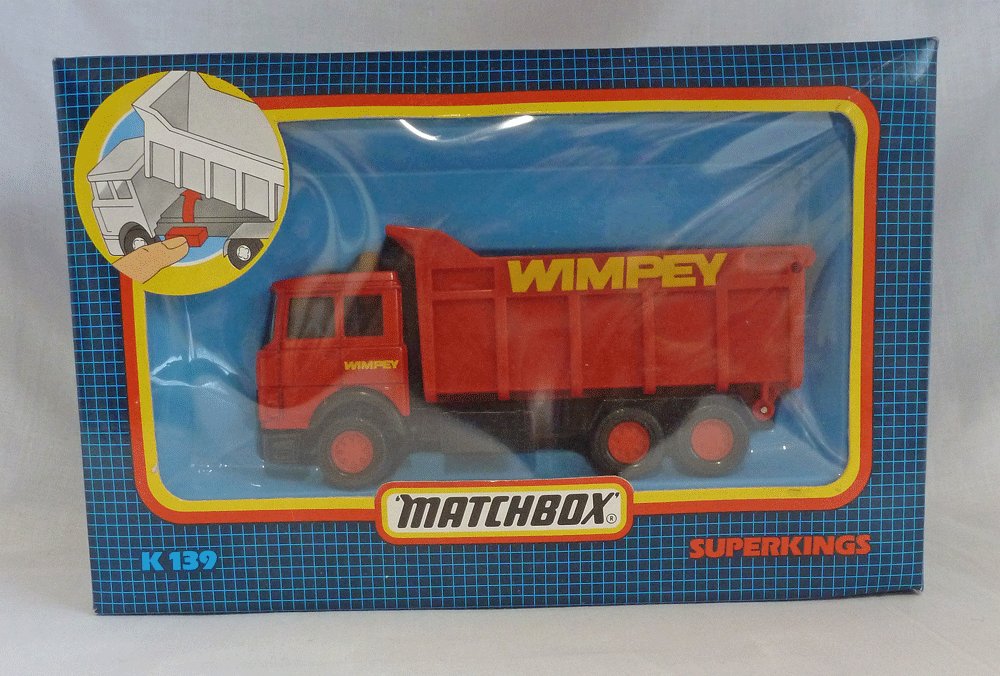 WIMPEY
WIMPEY
'MATCHBOX'®
K 139
SUPERKINGS